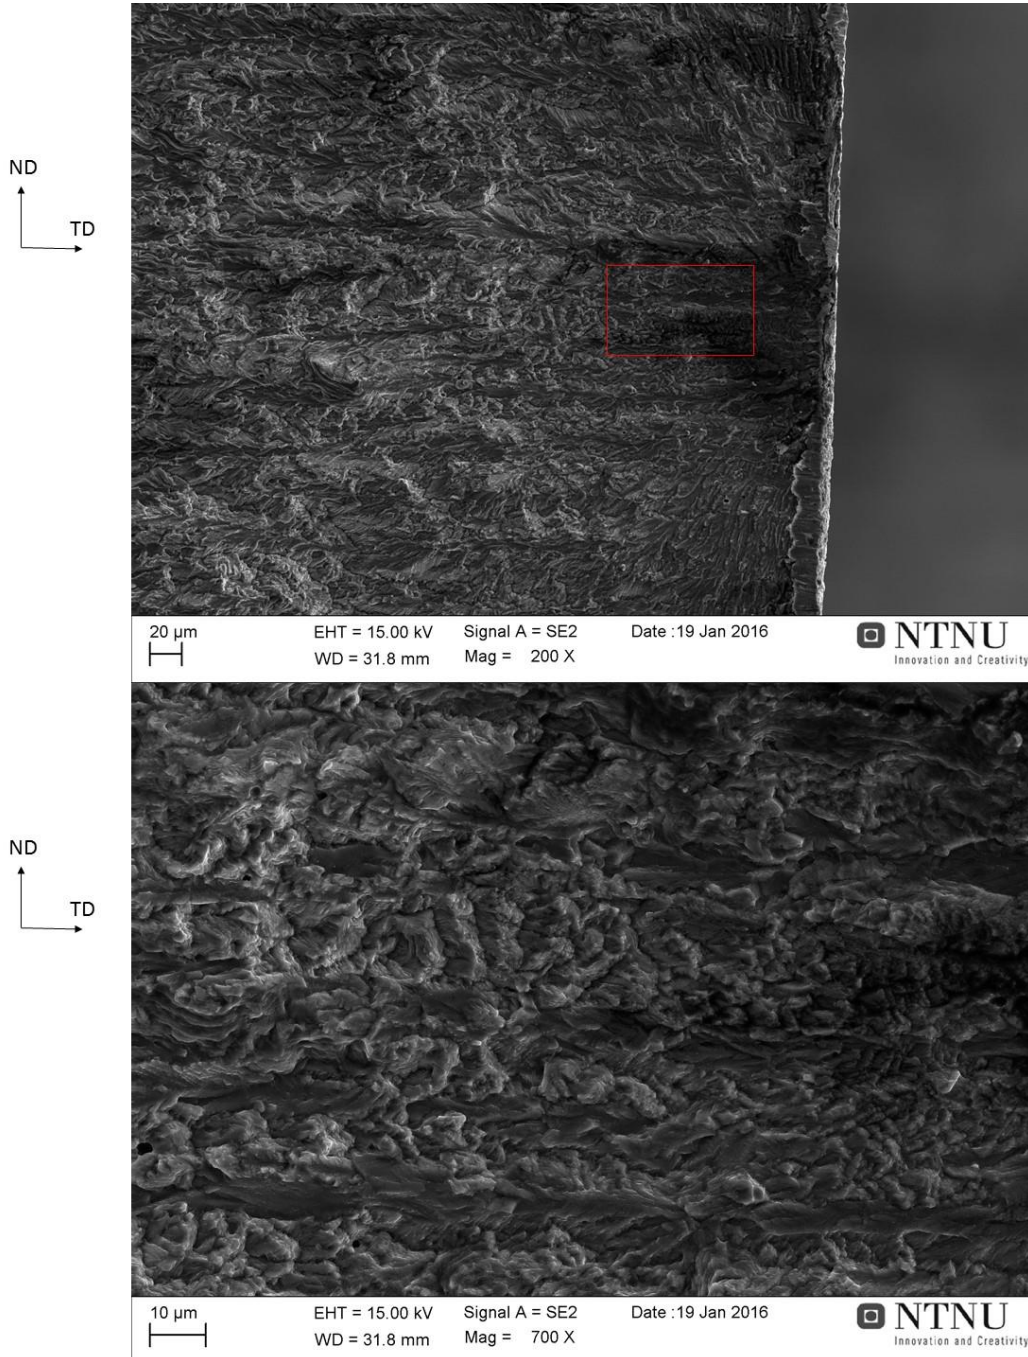 ND
TD
20 µm
EHT = 15.00 kV
Signal A = SE2
Date :19 Jan 2016
WD = 31.8 mm
Mag = 200 X
NTNU
Innovation and Creativity
ND
TD
10 µm
EHT = 15.00 kV
Signal A = SE2
Date :19 Jan 2016
WD = 31.8 mm
Mag = 700 X
NTNU
Innovation and Creativity